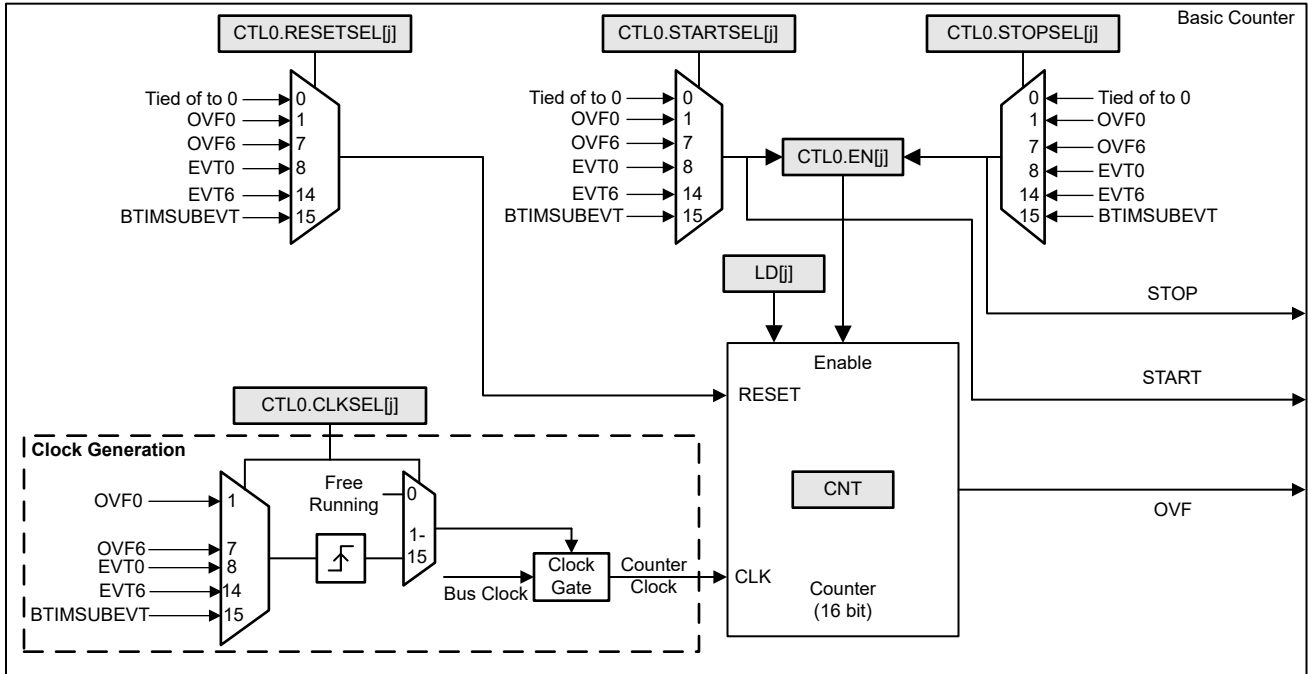 Basic Counter
CTL0.RESETSEL[j]
Tied of to 0
0
OVF0
1
OVF6
7
EVT0
8
EVT6
14
BTIMSUBEVT
15
CTL0.STARTSEL[j]
Tied of to 0
0
OVF0
1
OVF6
7
EVT0
8
EVT6
14
BTIMSUBEVT
15
CTL0.EN[j]
CTL0.STOPSEL[j]
0
Tied of to 0
1
OVF0
7
OVF6
8
EVT0
14
EVT6
15
BTIMSUBEVT
LD[j]
STOP
START
Enable
RESET
CNT
OVF
CLK
Counter
(16 bit)
CTL0.CLKSEL[j]
Clock Generation
OVF0
1
OVF6
7
EVT0
8
EVT6
14
BTIMSUBEVT
15
Free
Running
0
1-
15
Bus Clock
Clock
Gate
Counter
Clock